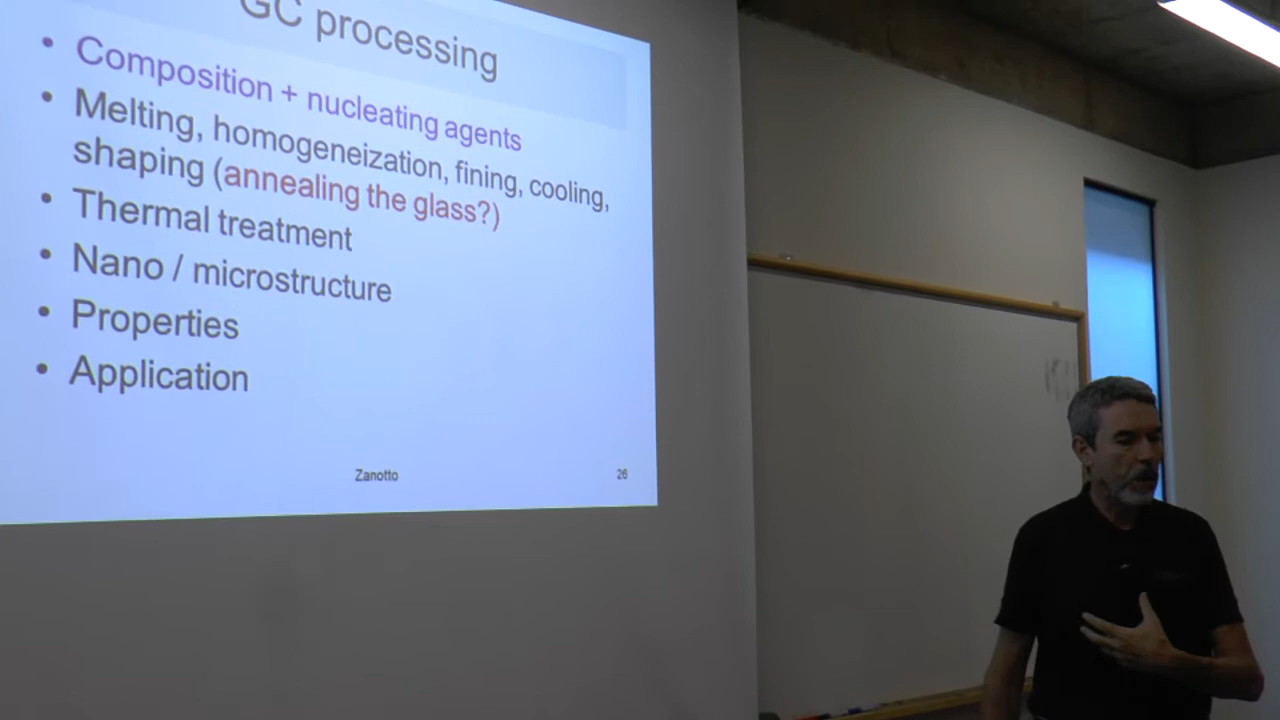 GC processing
• Composition + nucleating agents
• Melting, homogeneization, fining, cooling,
shaping (annealing the glass?)
• Thermal treatment
• Nano / microstructure
• Properties
• Application
Zanotto
26